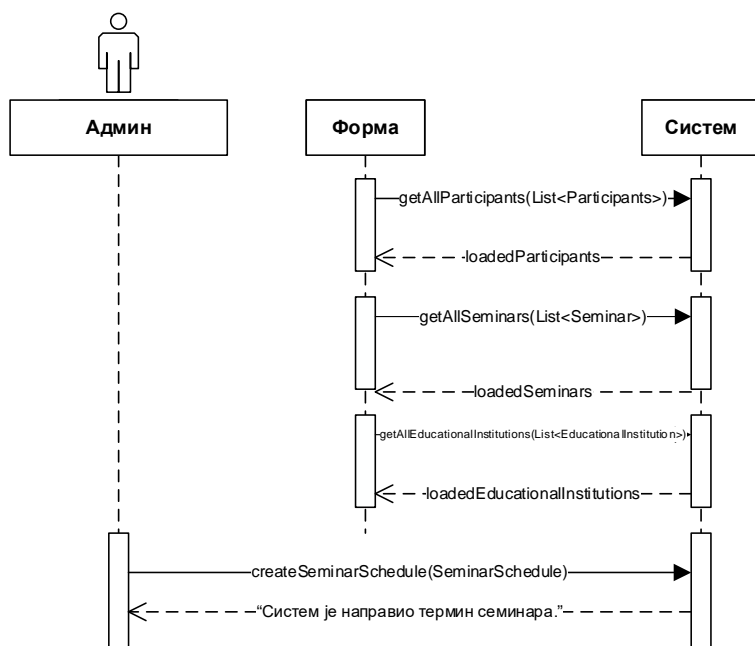 Админ
Форма
Систем
getAllParticipants(List<Participants>)
loadedParticipants
getAllSeminars(List<Seminar>)
loadedSeminars
getAllEducationalInstitutions(List<EducationalInstitution>)
loadedEducationalInstitutions
createSeminarSchedule(SeminarSchedule)
“Систем је направио термин семинара.”